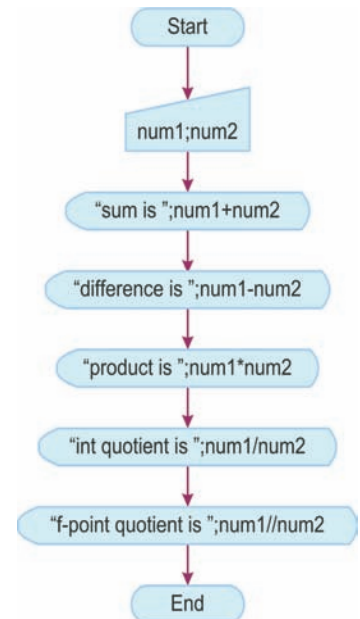 Start
num1;num2
“sum is ”;num1+num2
“difference is ”;num1-num2
“product is ”;num1*num2
“int quotient is ”;num1/num2
“f-point quotient is ”;num1//num2
End